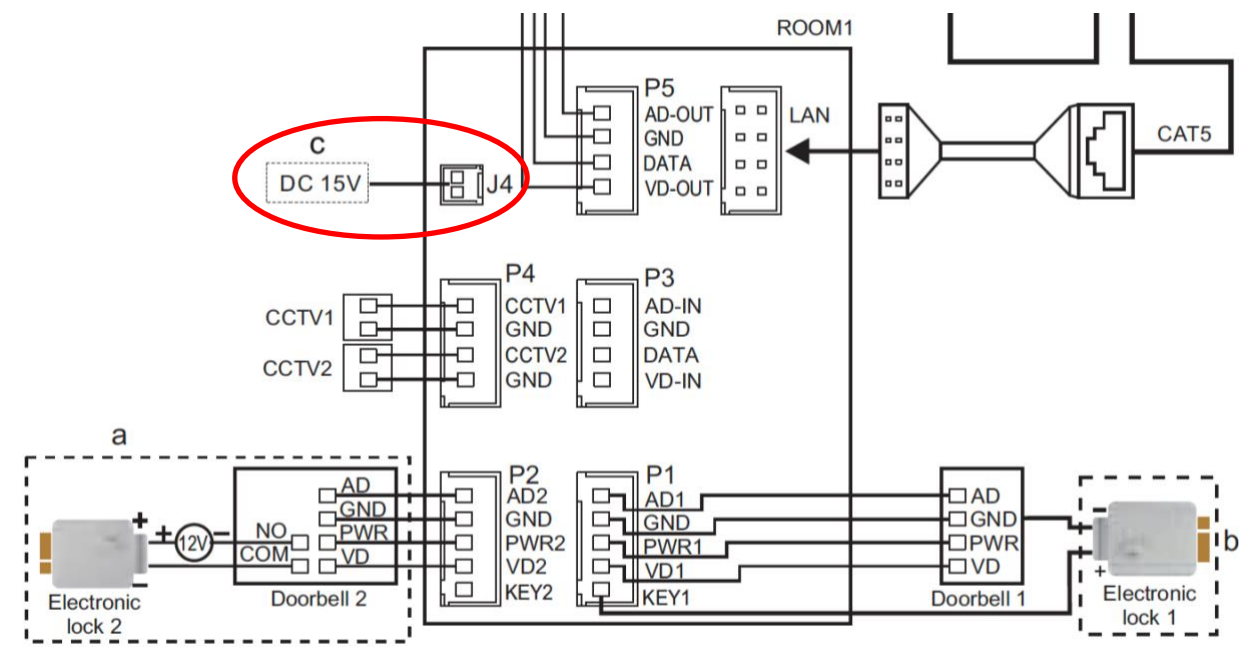 ROOM1
P5
AD-OUT
GND
DATA
VD-OUT
LAN
CAT5
c
DC 15V
J4
P4
CCTV1
GND
CCTV2
GND
P3
AD-IN
GND
DATA
VD-IN
CCTV1
CCTV2
a
AD
GND
PWR
VD
NO
COM
+ 12V −
+
−
Electronic
lock 2
Doorbell 2
P2
AD2
GND
PWR2
VD2
KEY2
P1
AD1
GND
PWR1
VD1
KEY1
AD
GND
PWR
VD
Doorbell 1
−
+
b
Electronic
lock 1